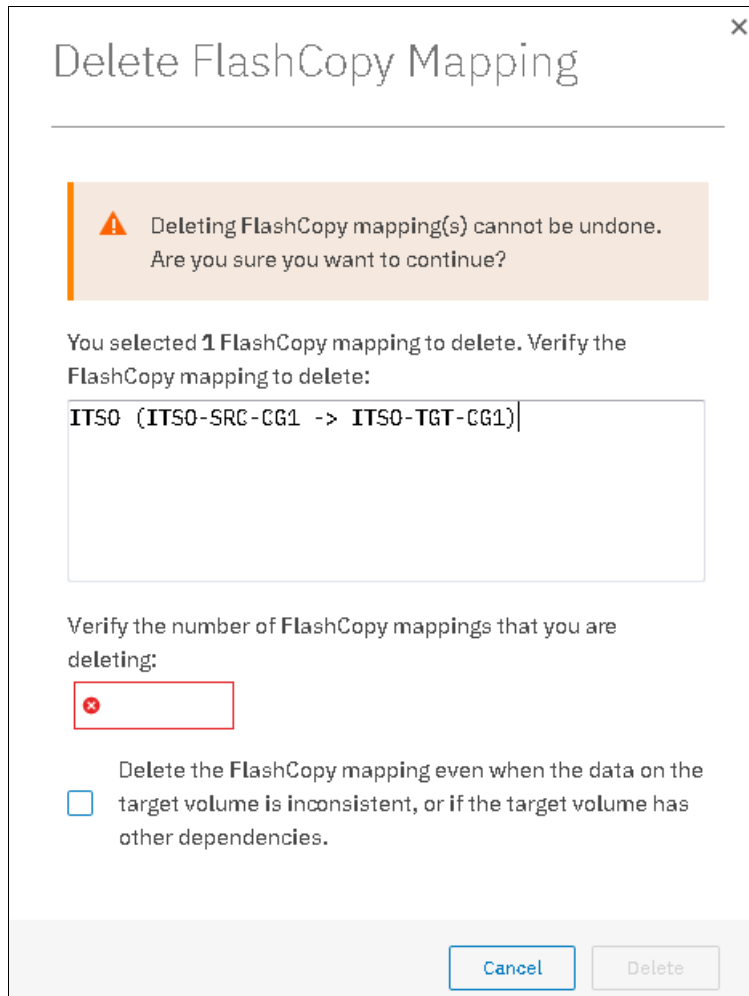 Delete FlashCopy Mapping
Deleting FlashCopy mapping(s) cannot be undone.
Are you sure you want to continue?
You selected 1 FlashCopy mapping to delete. Verify the
FlashCopy mapping to delete:
ITSO (ITSO-SRC-CG1 -> ITSO-TGT-CG1)
Verify the number of FlashCopy mappings that you are
deleting:
Delete the FlashCopy mapping even when the data on the
target volume is inconsistent, or if the target volume has
other dependencies.
Cancel
Delete